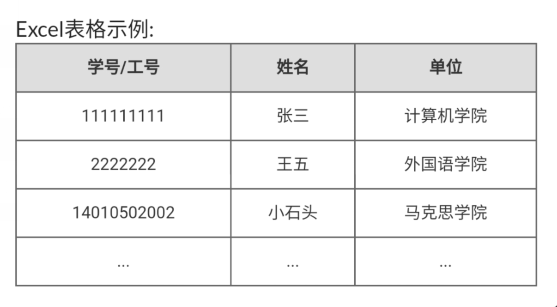 Excel表格示例:
学号/工号 姓名 单位
111111111 张三 计算机学院
2222222 王五 外国语学院
14010502002 小石头 马克思学院
... ... ...